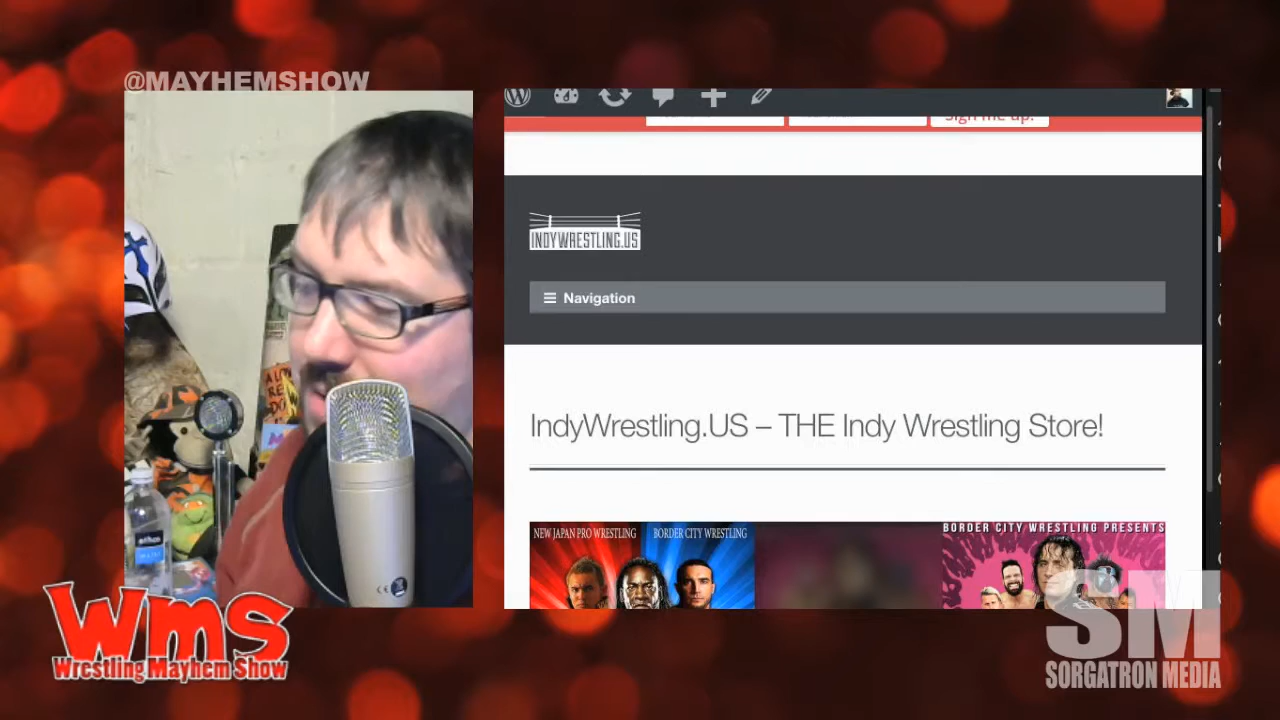 @MAYHEMSHOW
Sign me up!
INDYWRESTLING.US
Navigation
IndyWrestling.US – THE Indy Wrestling Store!
NEW JAPAN PRO WRESTLING
BORDER CITY WRESTLING
BORDER CITY WRESTLING PRESENTS
WmS
Wrestling Mayhem Show
SM
SORGATRON MEDIA